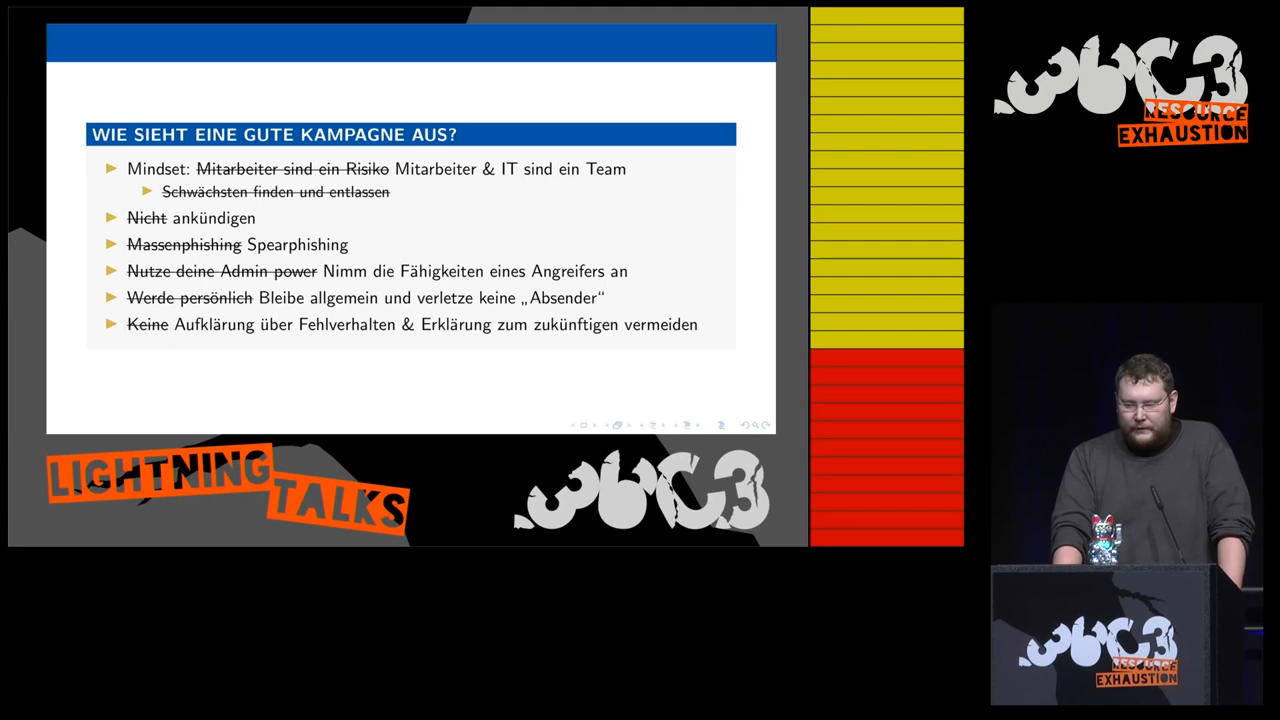 WIE SIEHT EINE GUTE KAMPAGNE AUS?
Mindset: Mitarbeiter sind ein Risiko Mitarbeiter & IT sind ein Team
Schwächsten finden und entlassen
Nicht ankündigen
Massenphishing Spearphishing
Nutze deine Admin power Nimm die Fähigkeiten eines Angreifers an
Werde persönlich Bleibe allgemein und verletze keine „Absender“
Keine Aufklärung über Fehlverhalten & Erklärung zum zukünftigen vermeiden
LIGHTNING
TALKS
36C3
36C3
RESOURCE
EXHAUSTION
36C3
RESOURCE
EXHAUSTION